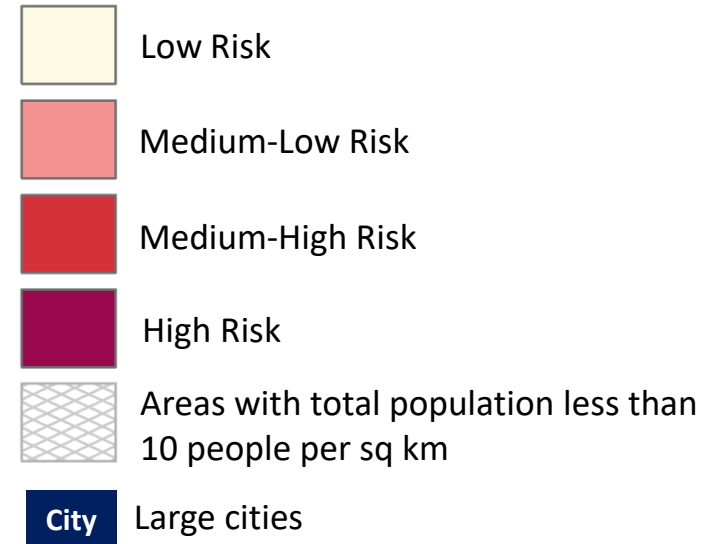 Low Risk
Medium-Low Risk
Medium-High Risk
High Risk
Areas with total population less than
10 people per sq km
City Large cities